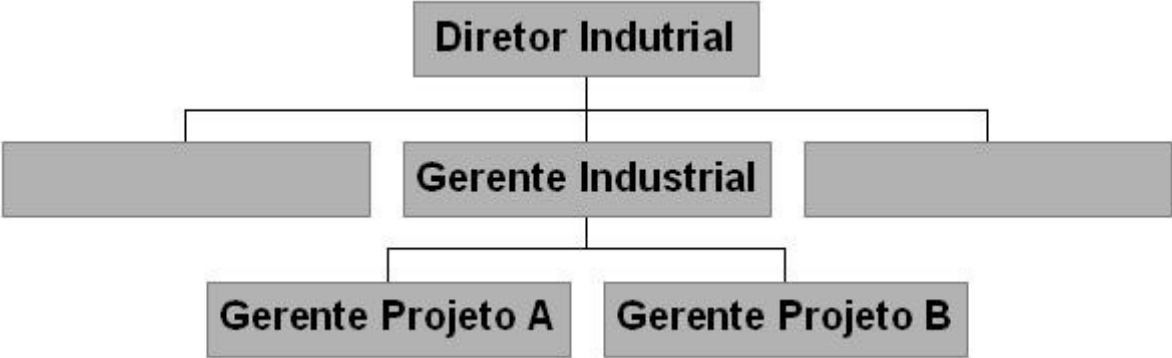 Diretor Indutrial
Gerente Industrial
Gerente Projeto A
Gerente Projeto B